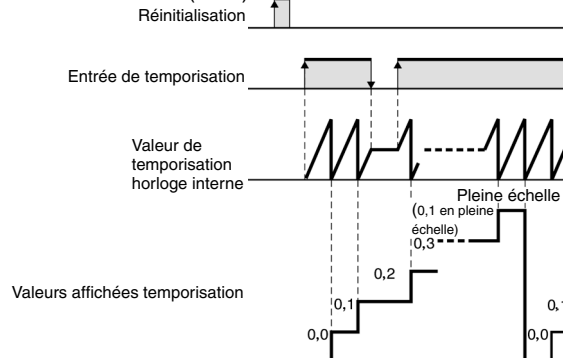 Réinitialisation
Entrée de temporisation
Valeur de
temporisation
horloge interne
Pleine échelle
(0,1 en pleine
échelle)
0,3
0,2
Valeurs affichées temporisation
0,1
0,0
0,0